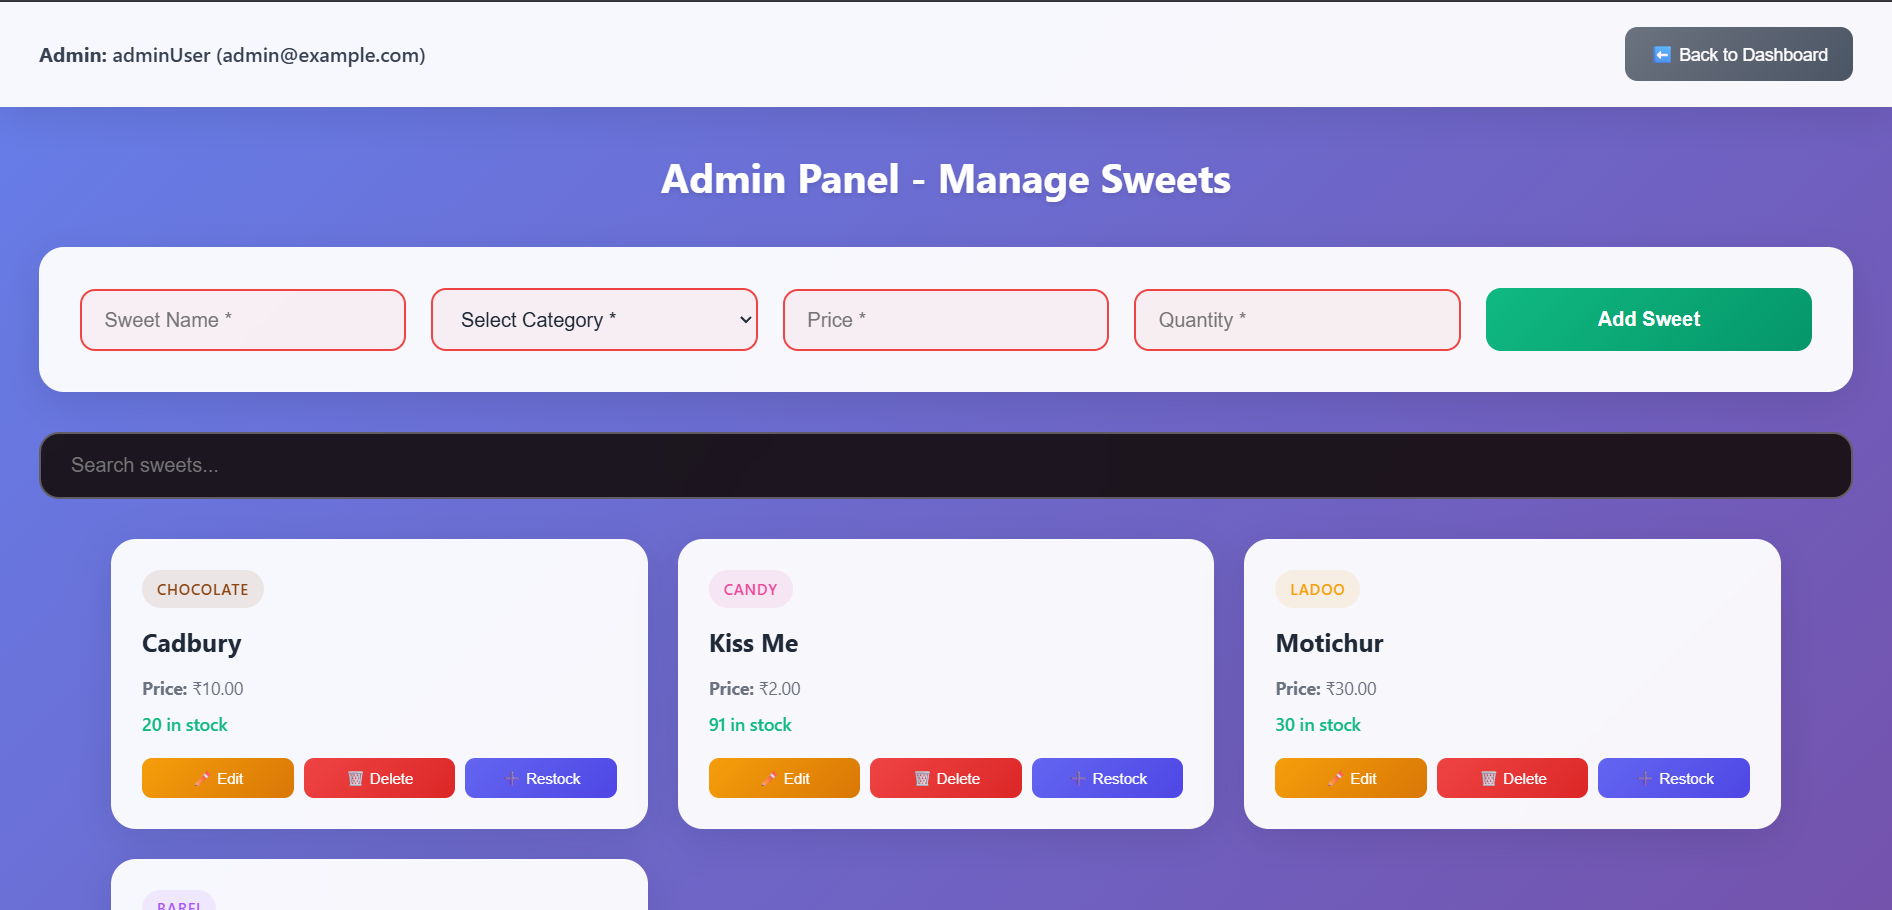 Admin: adminUser (admin@example.com)
Back to Dashboard
Admin Panel - Manage Sweets
Sweet Name *
Select Category *
Price *
Quantity *
Add Sweet
Search sweets...
CHOCOLATE
Cadbury
Price: ₹10.00
20 in stock
Edit
Delete
Restock
CANDY
Kiss Me
Price: ₹2.00
91 in stock
Edit
Delete
Restock
LADOO
Motichur
Price: ₹30.00
30 in stock
Edit
Delete
Restock
BARFI